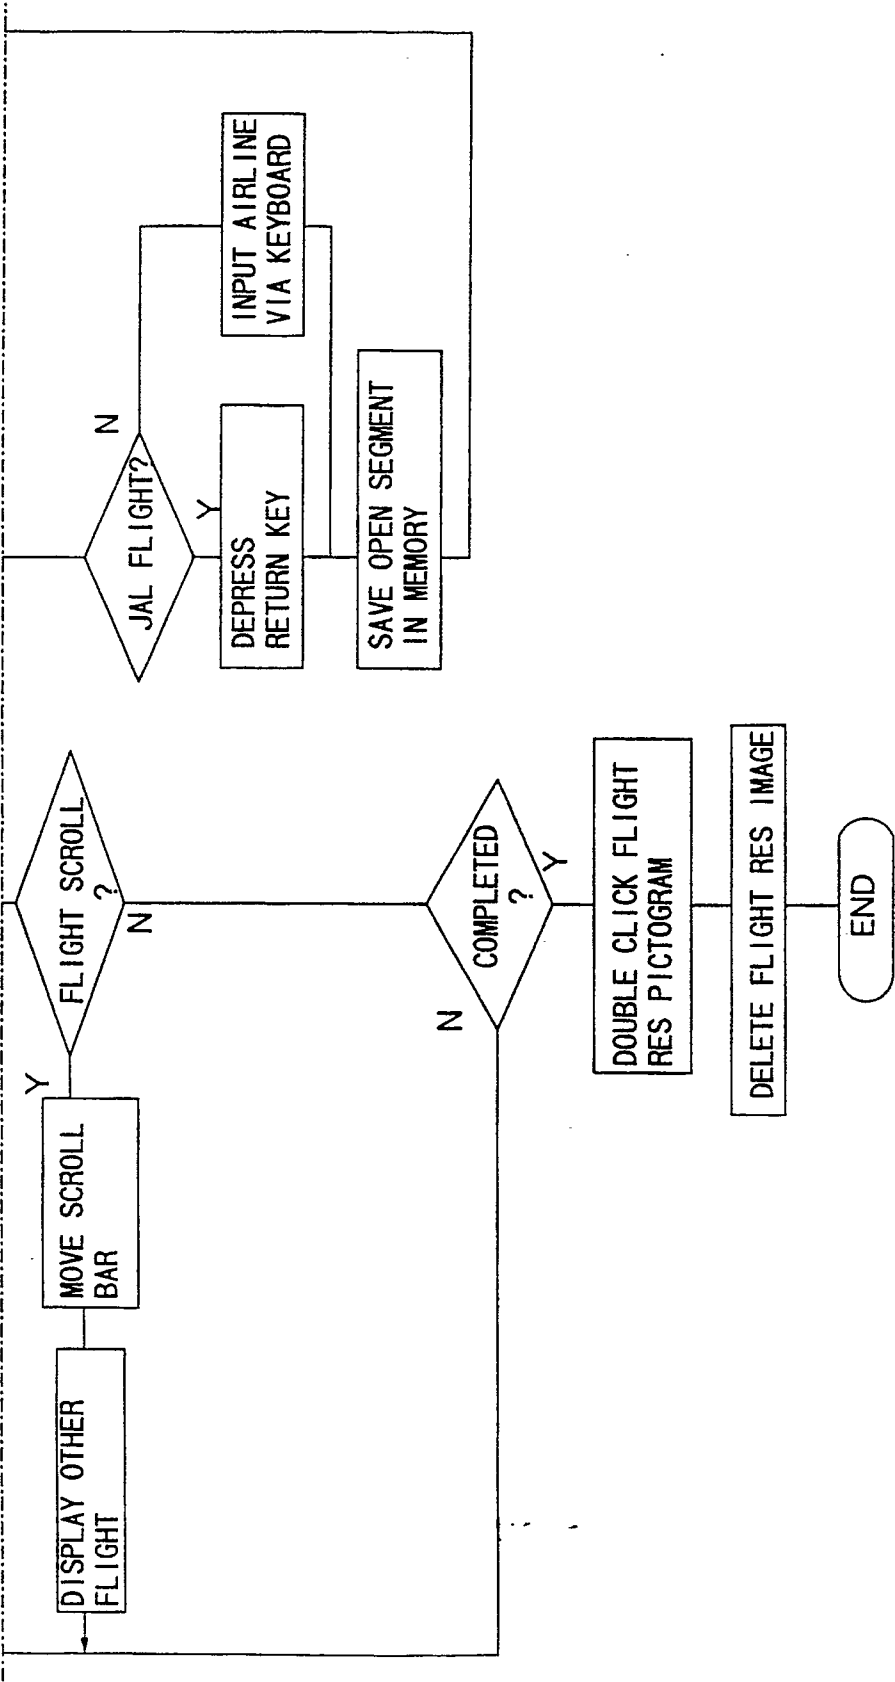 DISPLAY OTHER
FLIGHT
MOVE SCROLL
BAR
Y
FLIGHT SCROLL
?
N
N
COMPLETED
?
Y
DOUBLE CLICK FLIGHT
RES PICTOGRAM
DELETE FLIGHT RES IMAGE
END
JAL FLIGHT?
N
Y
DEPRESS
RETURN KEY
INPUT AIRLINE
VIA KEYBOARD
SAVE OPEN SEGMENT
IN MEMORY